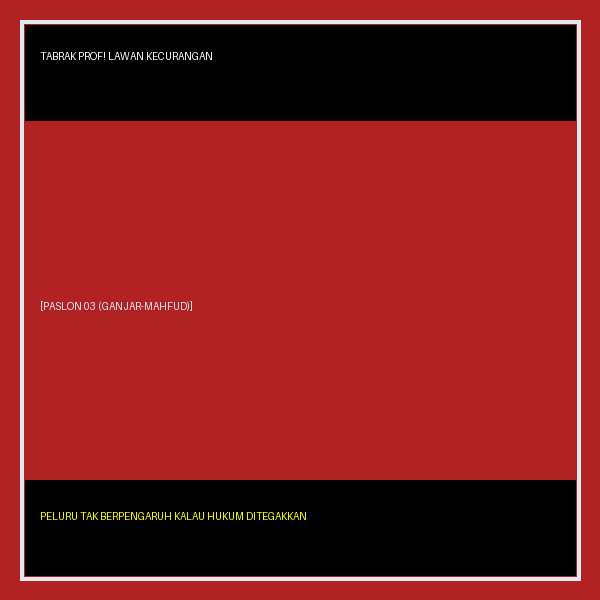 TABRAK PROF! LAWAN KECURANGAN
[PASLON 03 (GANJAR-MAHFUD)]
PELURU TAK BERPENGARUH KALAU HUKUM DITEGAKKAN